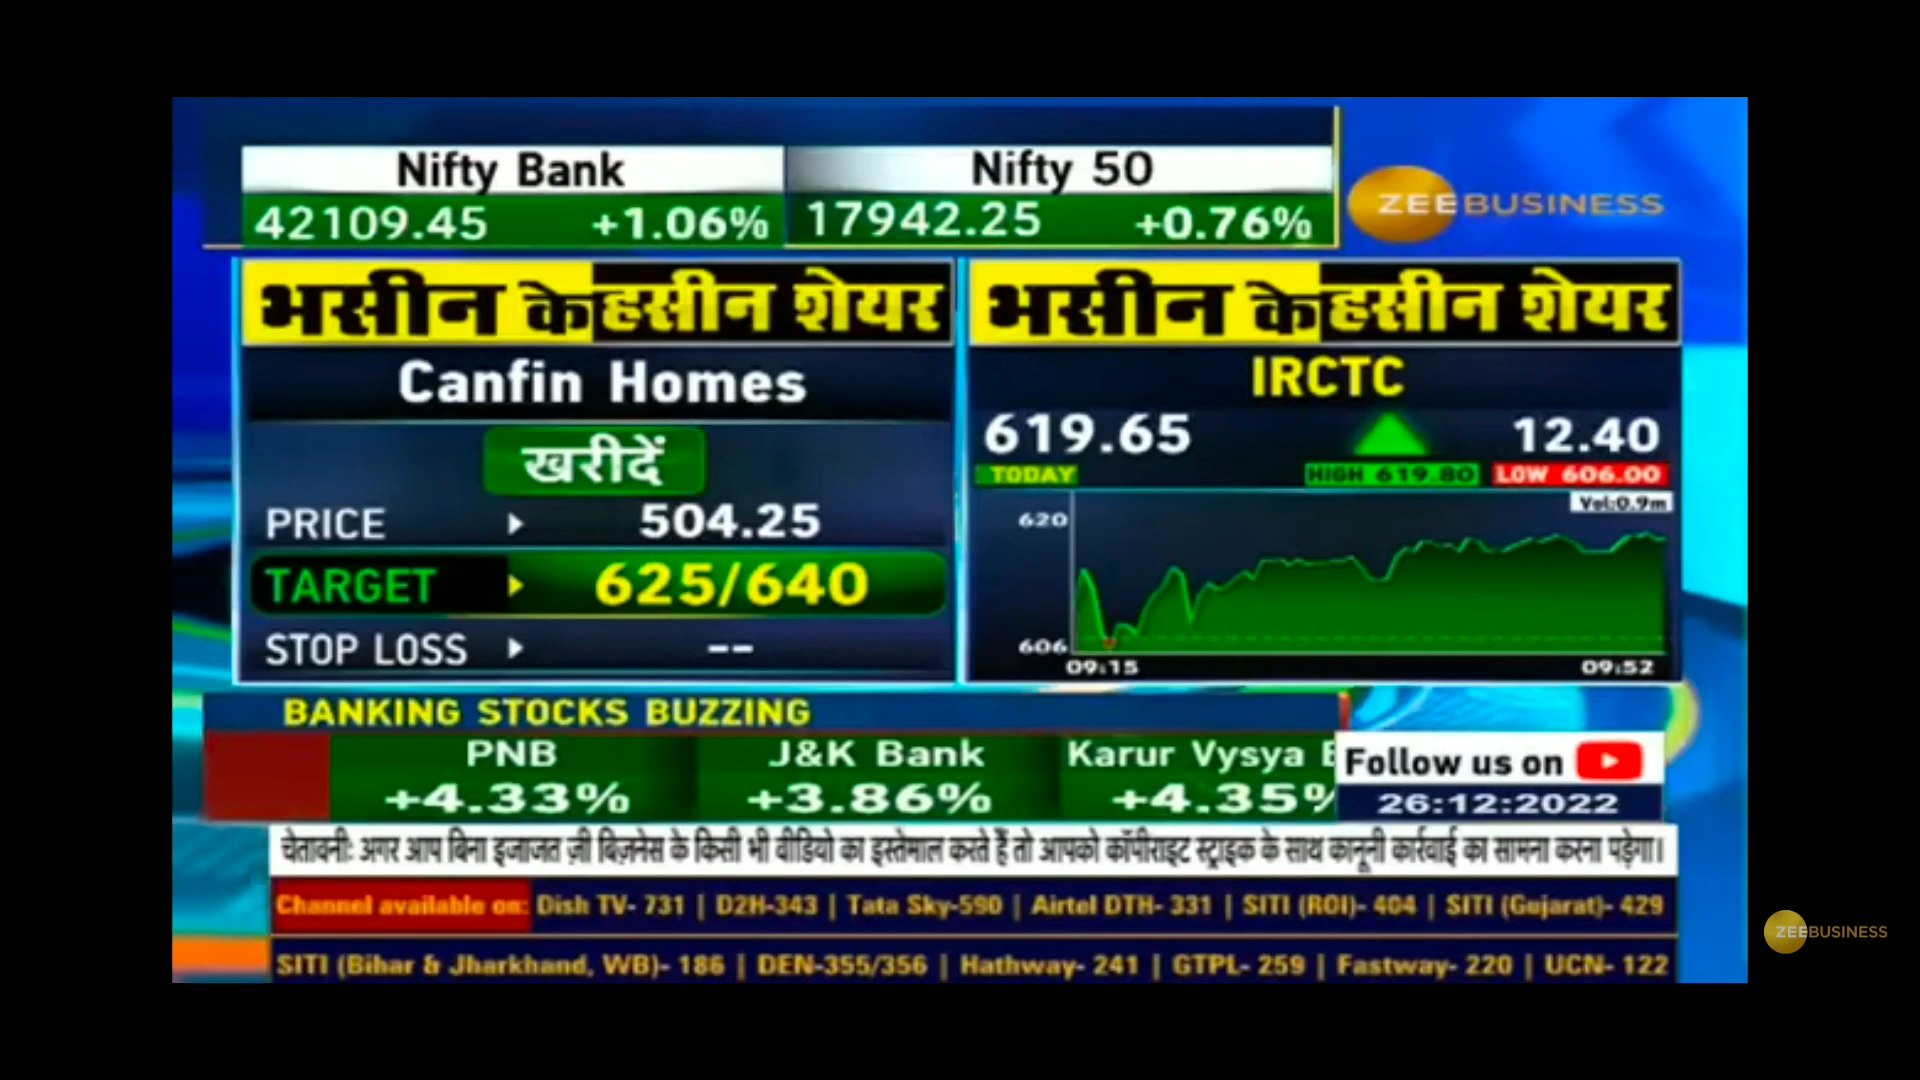 Nifty Bank
42109.45 +1.06%
Nifty 50
17942.25 +0.76%
ZEEBUSINESS
भसीन के हसीन शेयर
Canfin Homes
खरीदें
PRICE 504.25
TARGET 625/640
STOP LOSS --
भसीन के हसीन शेयर
IRCTC
619.65 12.40
TODAY HIGH 619.80 LOW 606.00
Vol:0.9m
620
606
09:15 09:52
BANKING STOCKS BUZZING
PNB J&K Bank Karur Vysya
+4.33% +3.86% +4.35%
Follow us on
26:12:2022
चेतावनी: अगर आप बिना इजाजत ज़ी बिज़नेस के किसी भी वीडियो का इस्तेमाल करते हैं तो आपको कॉपीराइट स्ट्राइक के साथ कानूनी कार्रवाई का सामना करना पड़ेगा।
Channel available on: Dish TV- 731 | D2H-343 | Tata Sky-590 | Airtel DTH- 331 | SITI (ROI)- 404 | SITI (Gujarat)- 429
SITI (Bihar & Jharkhand, WB)- 186 | DEN-355/356 | Hathway- 241 | GTPL- 259 | Fastway- 220 | UCN- 122
ZEEBUSINESS